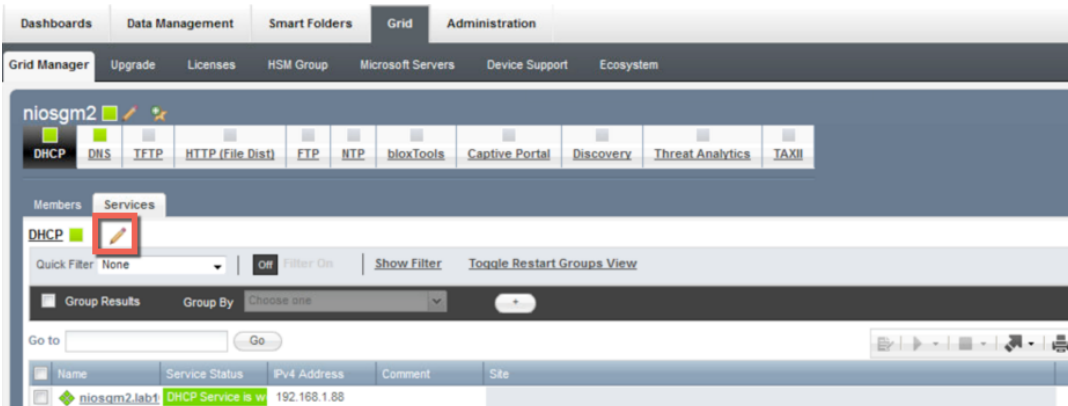 Dashboards Data Management Smart Folders Grid Administration
Grid Manager Upgrade Licenses HSM Group Microsoft Servers Device Support Ecosystem
niosgm2
DHCP DNS TFTP HTTP (File Dist) FTP NTP bloxTools Captive Portal Discovery Threat Analytics TAXII
Members Services
DHCP
Quick Filter None Off Filter On Show Filter Toggle Restart Groups View
Group Results Group By Choose one +
Go to Go
Name Service Status IPv4 Address Comment Site
niosgm2.lab1 DHCP Service is w 192.168.1.88